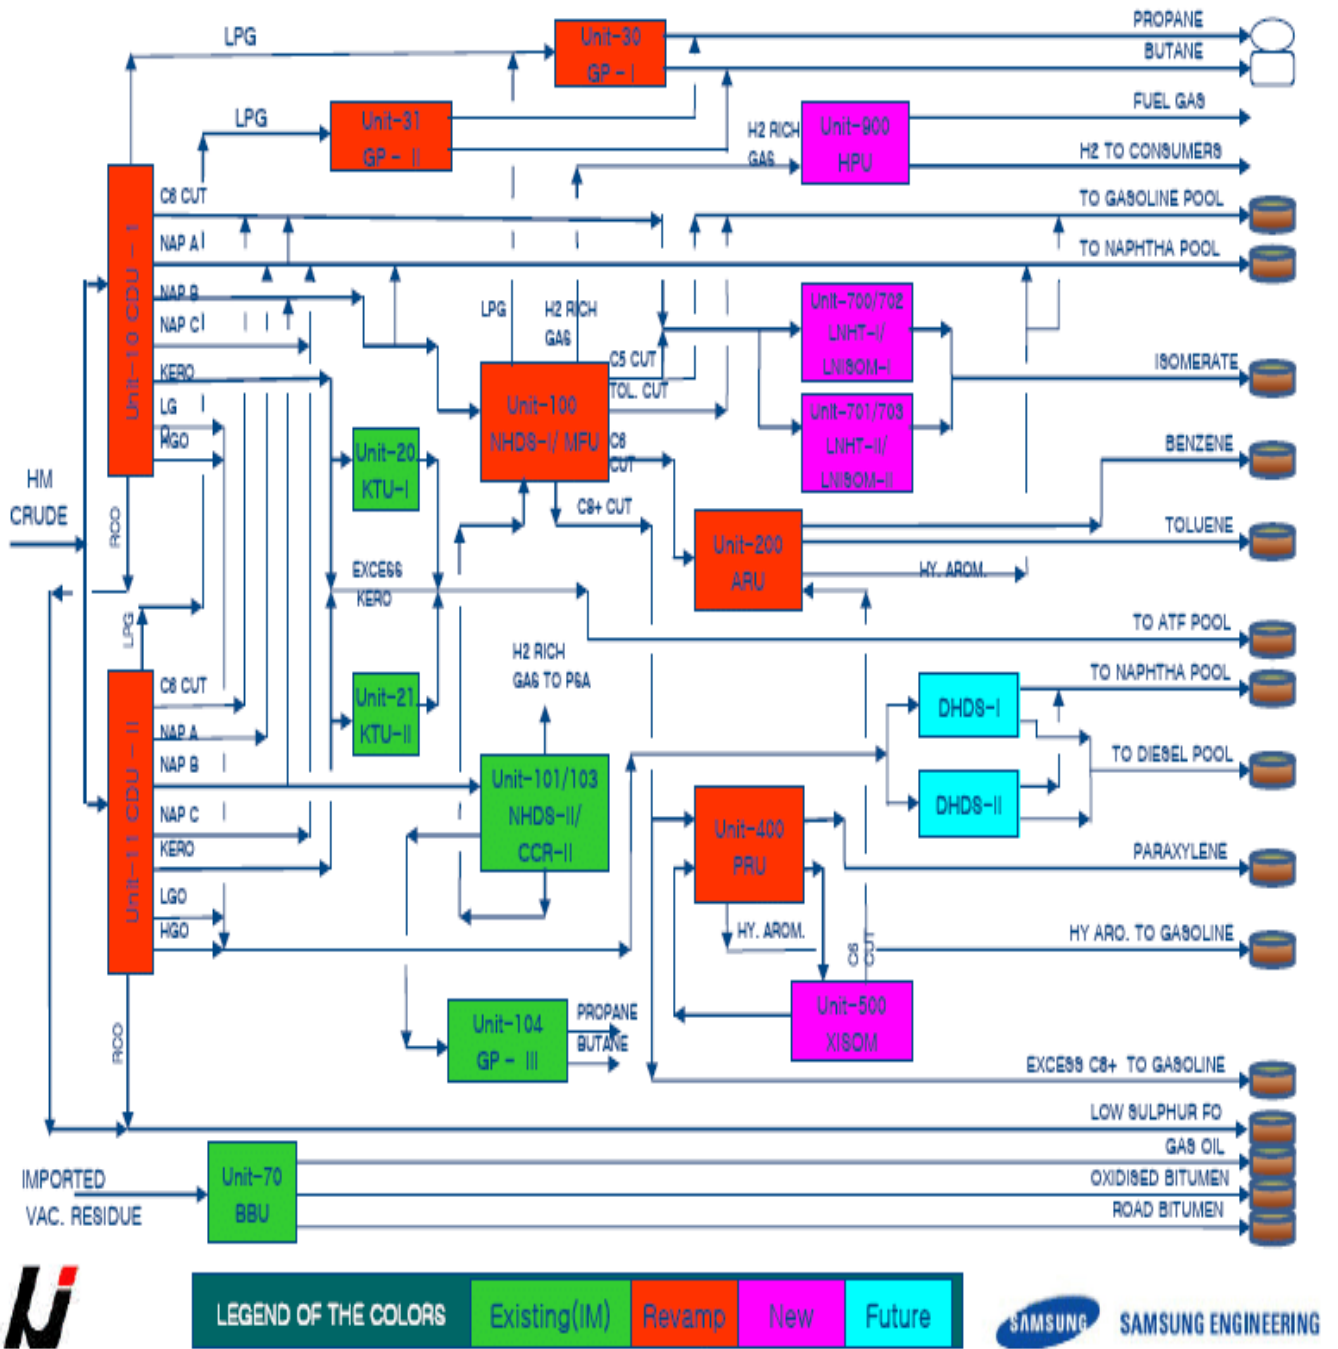 PROPANE
LPG
Unit-30
GP - I
BUTANE
FUEL GAS
LPG
Unit-31
GP - II
H2 RICH
GAS
Unit-900
HPU
H2 TO CONSUMERS
C6 CUT
TO GASOLINE POOL
NAP A
TO NAPHTHA POOL
Unit-10 CDU - 1
NAP B
NAP C
LPG
H2 RICH
GAS
Unit-700/702
LNHT-I/
LNISOM-I
KERO
C5 CUT
TOL. CUT
ISOMERATE
LG
O
HGO
Unit-100
NHDS-I/ MFU
C6
CUT
Unit-701/703
LNHT-II/
LNISOM-II
BENZENE
Unit-20
KTU-I
HM
CRUDE
RCO
C8+ CUT
TOLUENE
Unit-200
ARU
HY. AROM.
EXCESS
KERO
TO ATF POOL
LPG
H2 RICH
GAS TO PSA
TO NAPHTHA POOL
C6 CUT
Unit-21
KTU-II
DHDS-I
NAP A
Unit-11 CDU - II
NAP B
TO DIESEL POOL
Unit-101/103
NHDS-II/
CCR-II
DHDS-II
NAP C
Unit-400
PRU
KERO
PARAXYLENE
LGO
HGO
HY. AROM.
C6
CUT
HY ARO. TO GASOLINE
Unit-500
XISOM
RCO
Unit-104
GP - III
PROPANE
BUTANE
EXCESS C8+ TO GASOLINE
LOW SULPHUR FO
GAS OIL
IMPORTED
VAC. RESIDUE
Unit-70
BBU
OXIDISED BITUMEN
ROAD BITUMEN
LEGEND OF THE COLORS
Existing(IM)
Revamp
New
Future
SAMSUNG
SAMSUNG ENGINEERING